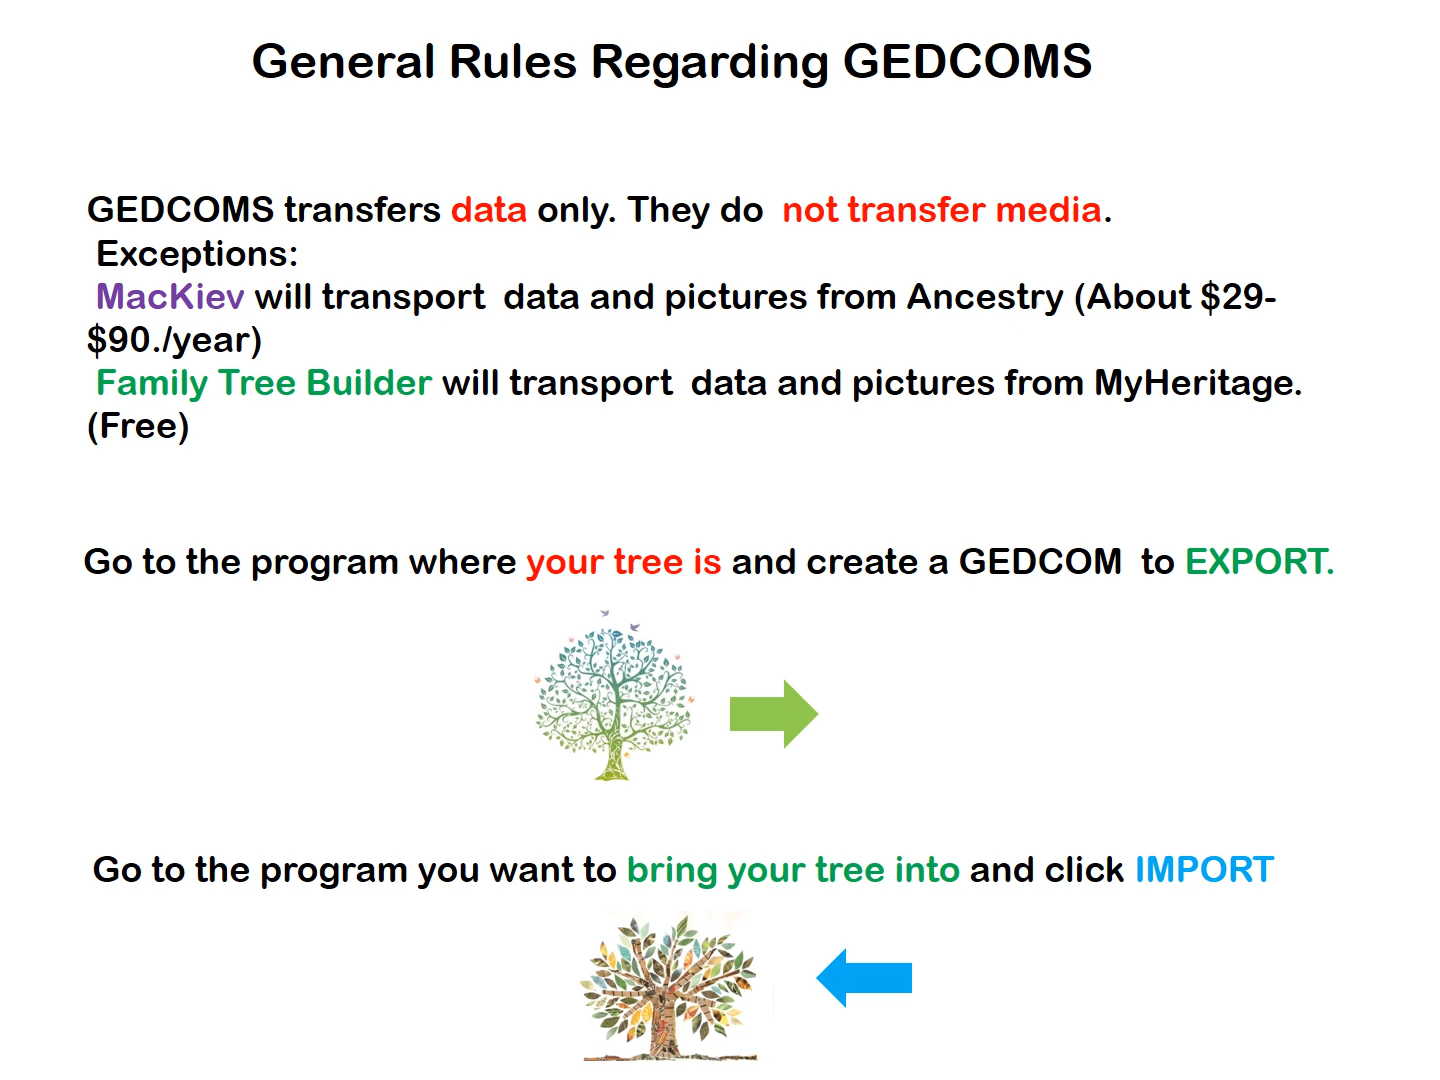 General Rules Regarding GEDCOMS
GEDCOMS transfers data only. They do not transfer media.
Exceptions:
MacKiev will transport data and pictures from Ancestry (About $29-
$90./year)
Family Tree Builder will transport data and pictures from MyHeritage.
(Free)
Go to the program where your tree is and create a GEDCOM to EXPORT.
Go to the program you want to bring your tree into and click IMPORT